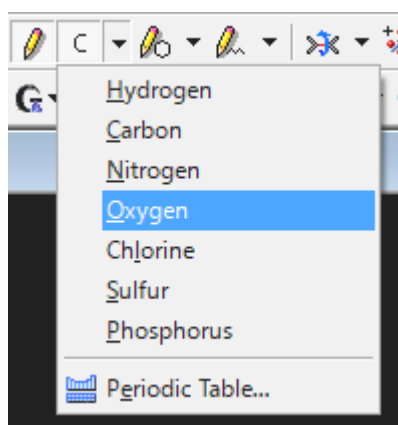 C
Hydrogen
Carbon
Nitrogen
Oxygen
Chlorine
Sulfur
Phosphorus
Periodic Table...